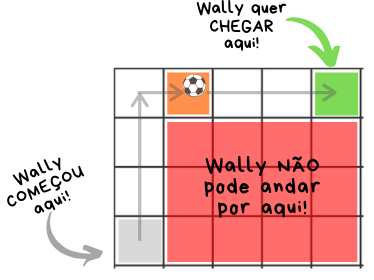 Wally quer
CHEGAR
aqui!
Wally NÃO
pode andar
por aqui!
Wally
COMEÇOU
aqui!